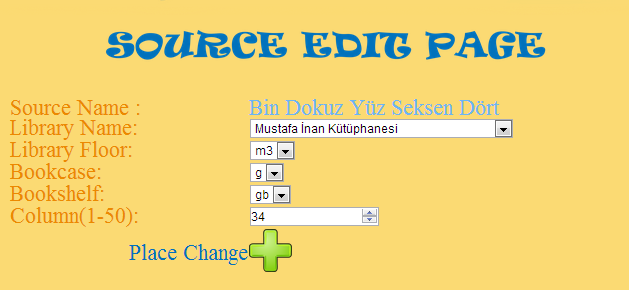 SOURCE EDIT PAGE
Source Name : Bin Dokuz Yüz Seksen Dört
Library Name: Mustafa İnan Kütüphanesi
Library Floor: m3
Bookcase: g
Bookshelf: gb
Column(1-50): 34
Place Change